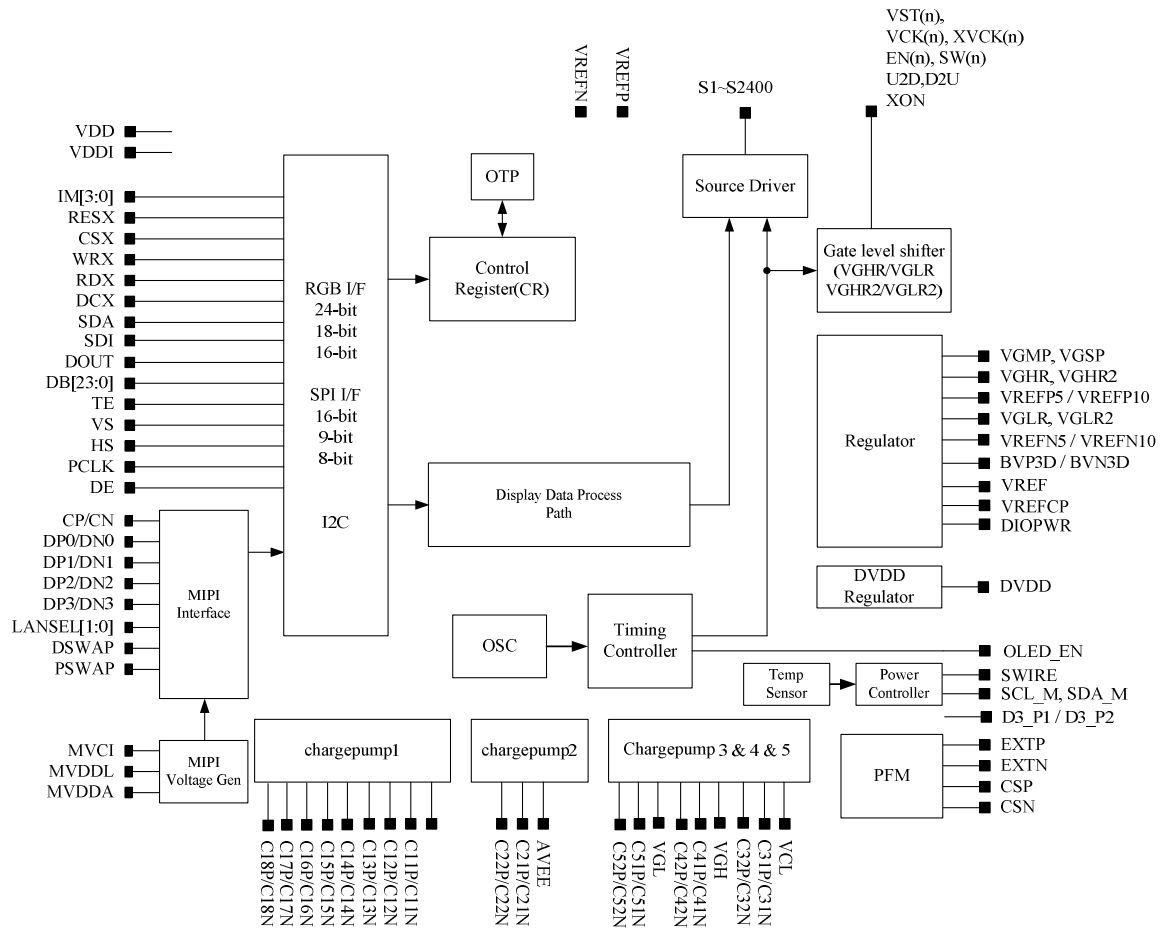 VST(n),
VCK(n), XVCK(n)
EN(n), SW(n)
U2D,D2U
XON
VREFN
VREFP
S1~S2400
VDD
VDDI
IM[3:0]
RESX
CSX
WRX
RDX
DCX
SDA
SDI
DOUT
DB[23:0]
TE
VS
HS
PCLK
DE
CP/CN
DP0/DN0
DP1/DN1
DP2/DN2
DP3/DN3
LANSEL[1:0]
DSWAP
PSWAP
MVCI
MVDDL
MVDDA
MIPI
Interface
MIPI
Voltage Gen
RGB I/F
24-bit
18-bit
16-bit
SPI I/F
16-bit
9-bit
8-bit
I2C
OTP
Control
Register(CR)
Display Data Process
Path
OSC
Timing
Controller
Source Driver
Gate level shifter
(VGHR/VGLR
VGHR2/VGLR2)
Regulator
VGMP, VGSP
VGHR, VGHR2
VREFP5 / VREFP10
VGLR, VGLR2
VREFN5 / VREFN10
BVP3D / BVN3D
VREF
VREFCP
DIOPWR
DVDD
Regulator
DVDD
OLED_EN
Temp
Sensor
Power
Controller
SWIRE
SCL_M, SDA_M
D3_P1 / D3_P2
PFM
EXTP
EXTN
CSP
CSN
chargepump1
C18P/C18N
C17P/C17N
C16P/C16N
C15P/C15N
C14P/C14N
C13P/C13N
C12P/C12N
C11P/C11N
chargepump2
C22P/C22N
C21P/C21N
AVEE
Chargepump 3 & 4 & 5
C52P/C52N
C51P/C51N
VGL
C42P/C42N
C41P/C41N
VGH
C32P/C32N
C31P/C31N
VCL